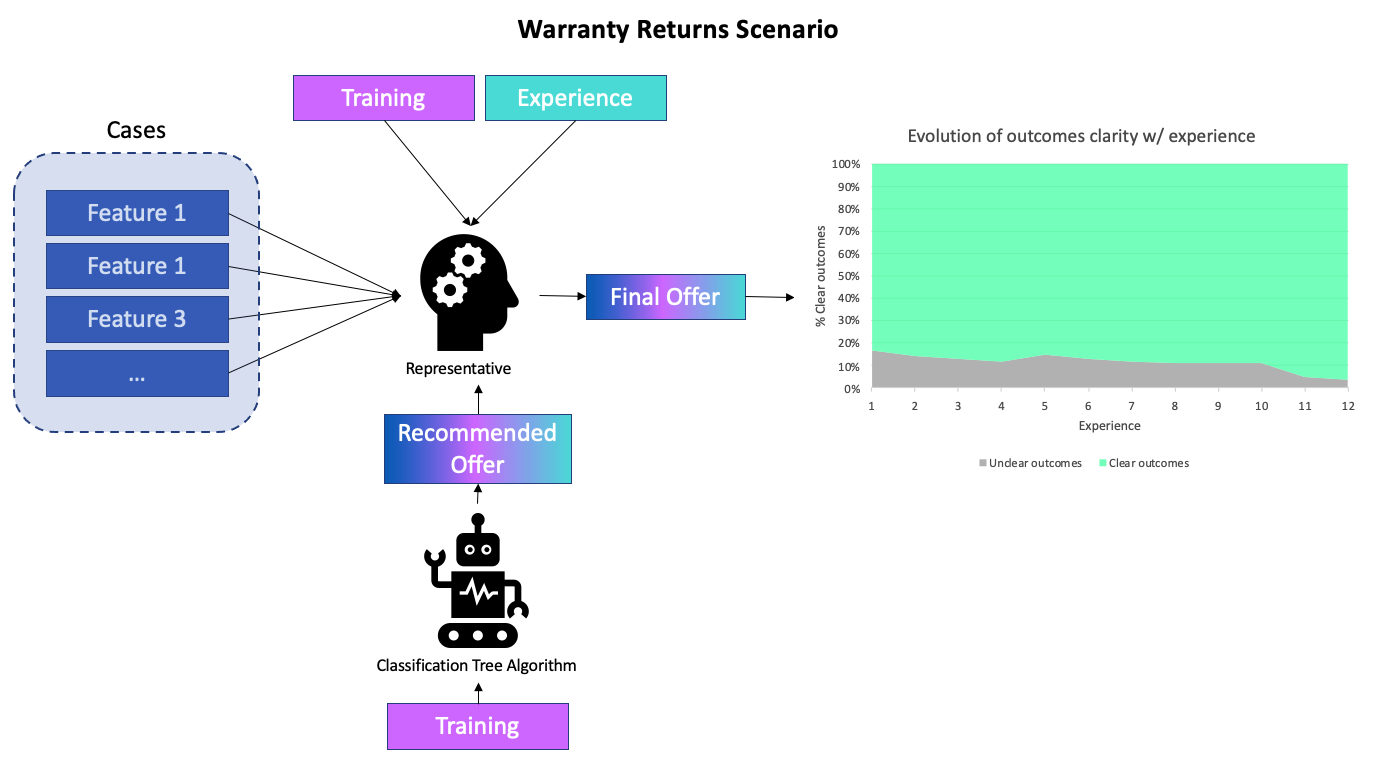 Warranty Returns Scenario
Training
Experience
Cases
Feature 1
Feature 1
Feature 3
...
Representative
Final Offer
Recommended
Offer
Classification Tree Algorithm
Training
Evolution of outcomes clarity w/ experience
% Clear outcomes
100%
90%
80%
70%
60%
50%
40%
30%
20%
10%
0%
1 2 3 4 5 6 7 8 9 10 11 12
Experience
Unclear outcomes Clear outcomes